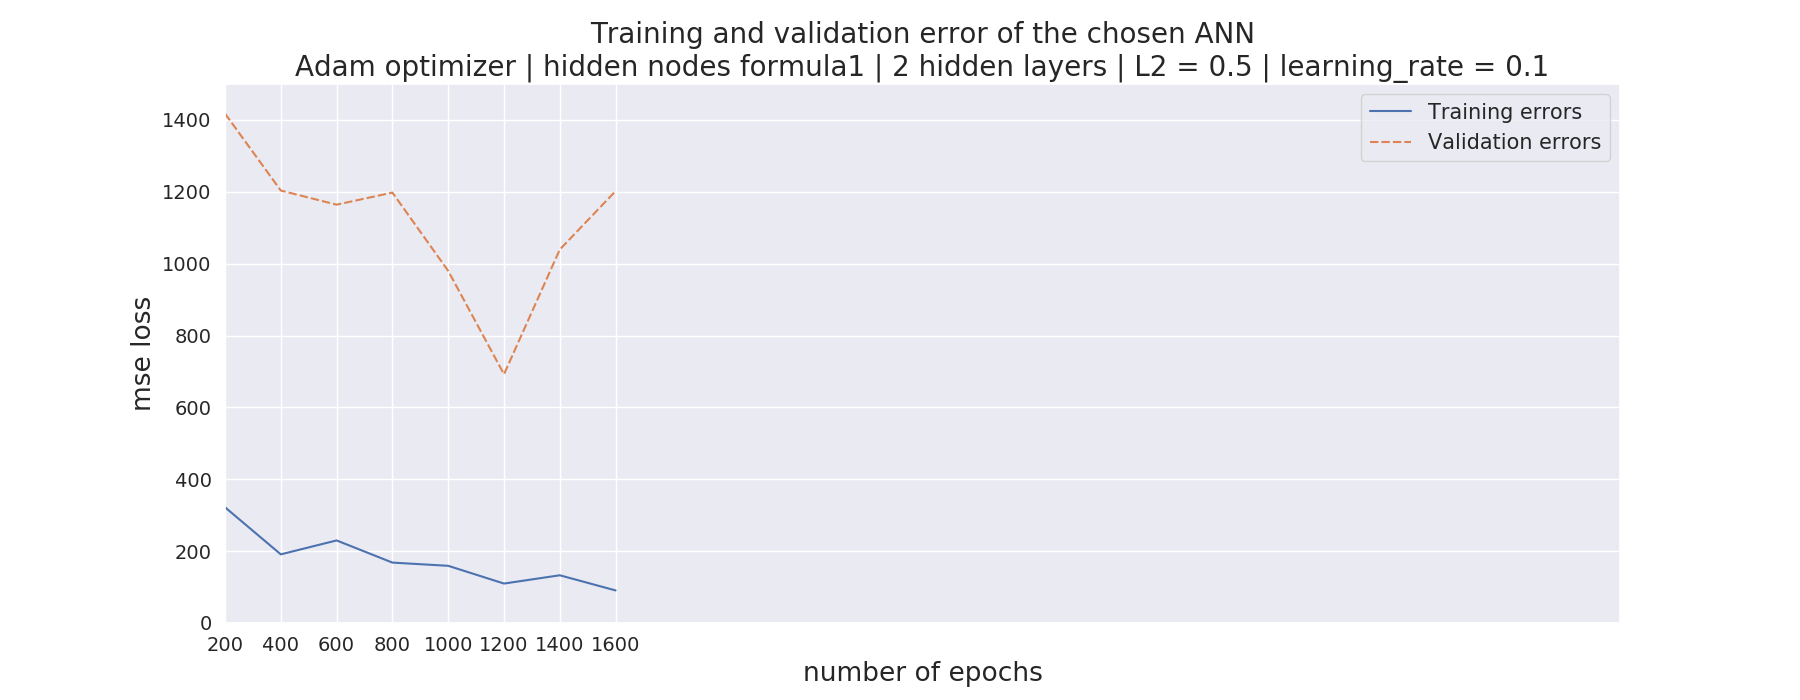 Training and validation error of the chosen ANN
Adam optimizer | hidden nodes formula1 | 2 hidden layers | L2 = 0.5 | learning_rate = 0.1
Training errors
Validation errors
1400
1200
1000
800
600
400
200
0
mse loss
200 400 600 800 1000 1200 1400 1600
number of epochs